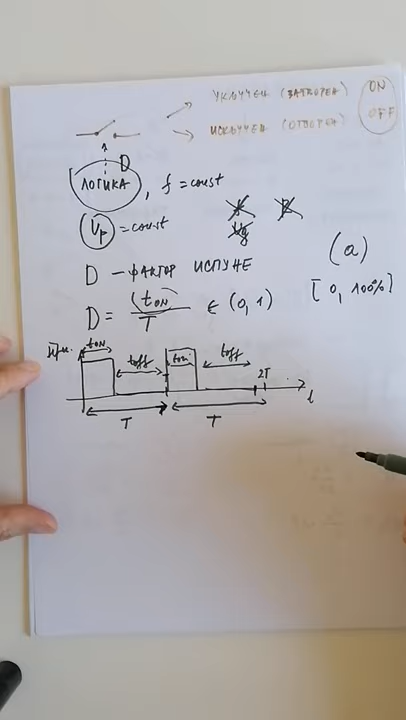 УКЉУЧЕН (ЗАТВОРЕН) ON
ИСКЉУЧЕН (ОТВОРЕН) OFF
D
ЛОГИКА, f = const
= const
D - ФАКТОР ИСПУНЕ
(a)
D = (tON) / T ∈ (0, 1)
[0, 100%]
tON
toff ton toff 2T
t
T T